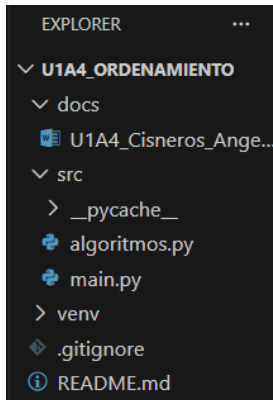 EXPLORER ...
U1A4_ORDENAMIENTO
docs
U1A4_Cisneros_Ange...
src
__pycache__
algoritmos.py
main.py
venv
.gitignore
README.md